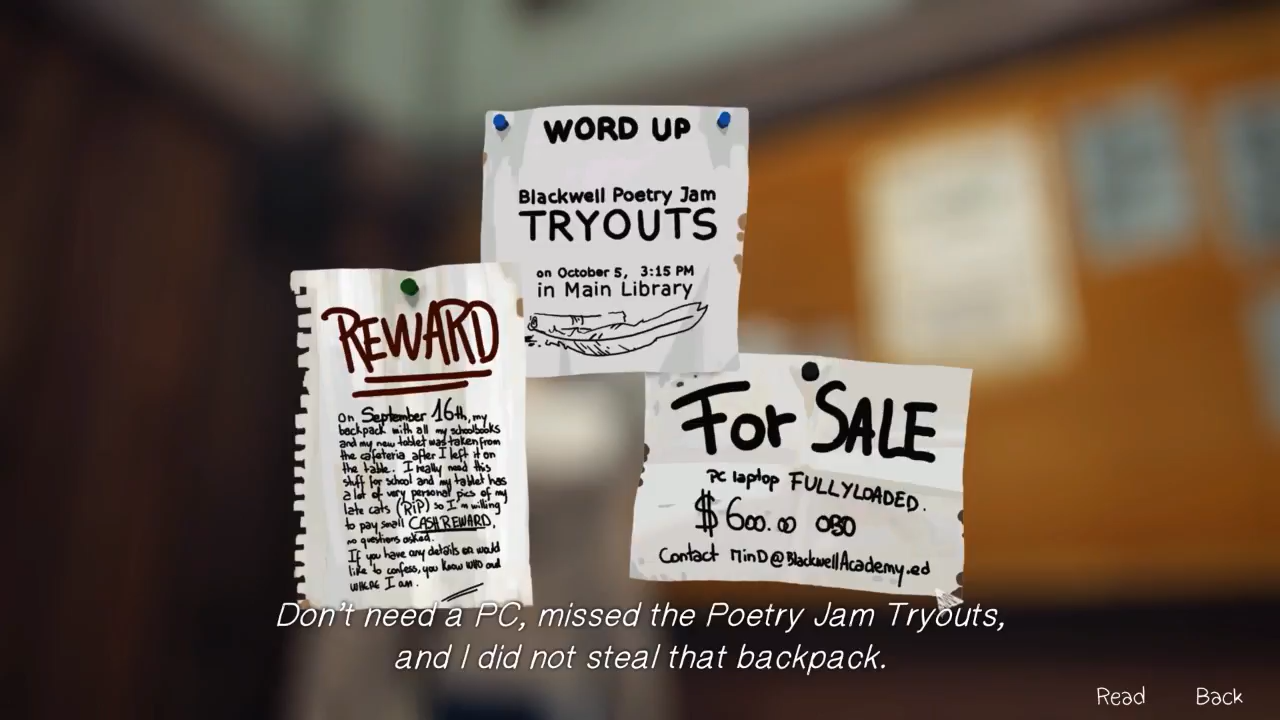 WORD UP
Blackwell Poetry Jam
TRYOUTS
on October 5, 3:15 PM
in Main Library
REWARD
On September 16th, my
backpack with all my schoolbooks
and my new tablet was taken from
the cafeteria after I left it on
the table. I really need this
stuff for school and my tablet has
a lot of very personal pics of my
late cats (RIP) so I'm willing
to pay small CASH REWARD,
no questions asked.
If you have any details or would
like to confess, you know WHO and
WHERE I am.
For SALE
PC laptop FULLYLOADED.
$600.00 OBO
Contact MinD@BlackwellAcademy.ed
Don't need a PC, missed the Poetry Jam Tryouts,
and I did not steal that backpack.
Read Back